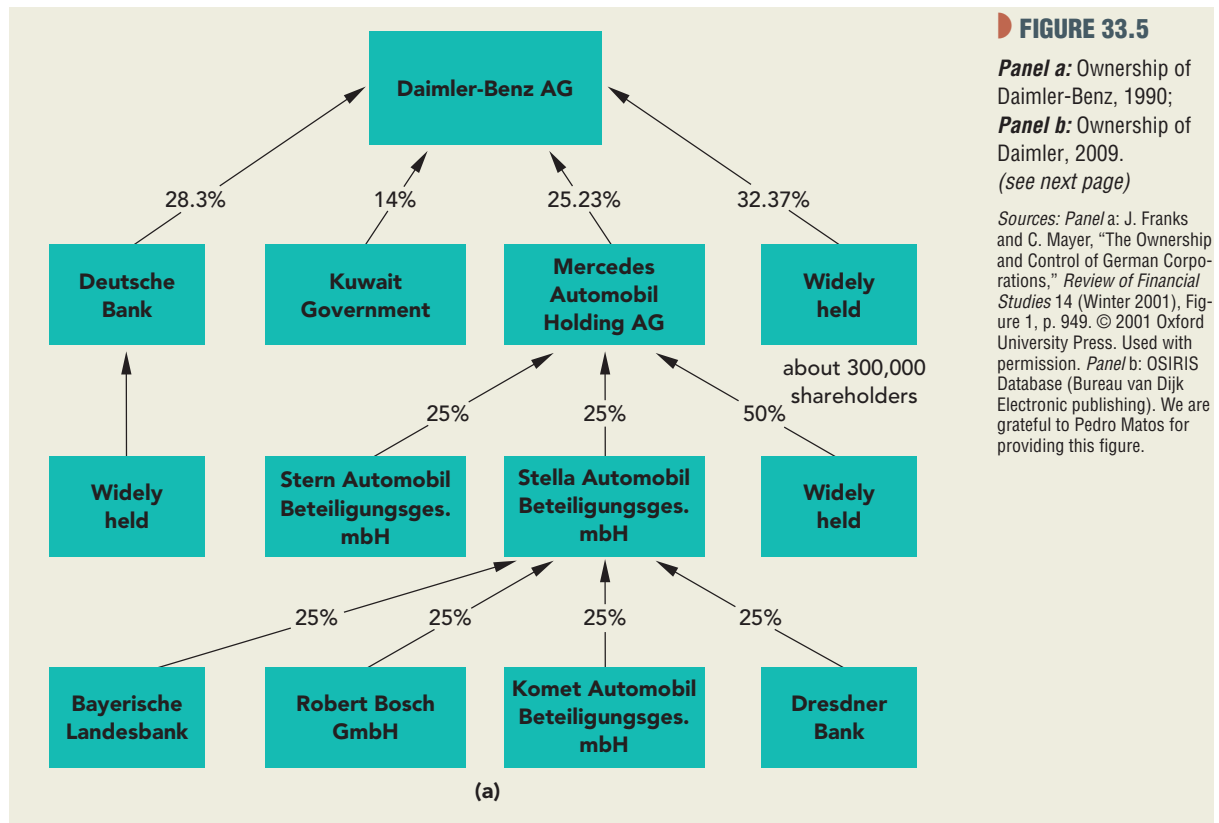 Daimler-Benz AG
28.3%
14%
25.23%
32.37%
Deutsche
Bank
Kuwait
Government
Mercedes
Automobil
Holding AG
Widely
held
about 300,000
shareholders
25%
25%
50%
Widely
held
Stern Automobil
Beteiligungsges.
mbH
Stella Automobil
Beteiligungsges.
mbH
Widely
held
25%
25%
25%
25%
Bayerische
Landesbank
Robert Bosch
GmbH
Komet Automobil
Beteiligungsges.
mbH
Dresdner
Bank
(a)
FIGURE 33.5
Panel a: Ownership of
Daimler-Benz, 1990;
Panel b: Ownership of
Daimler, 2009.
(see next page)
Sources: Panel a: J. Franks
and C. Mayer, “The Ownership
and Control of German Corpo-
rations,” Review of Financial
Studies 14 (Winter 2001), Fig-
ure 1, p. 949. © 2001 Oxford
University Press. Used with
permission. Panel b: OSIRIS
Database (Bureau van Dijk
Electronic publishing). We are
grateful to Pedro Matos for
providing this figure.